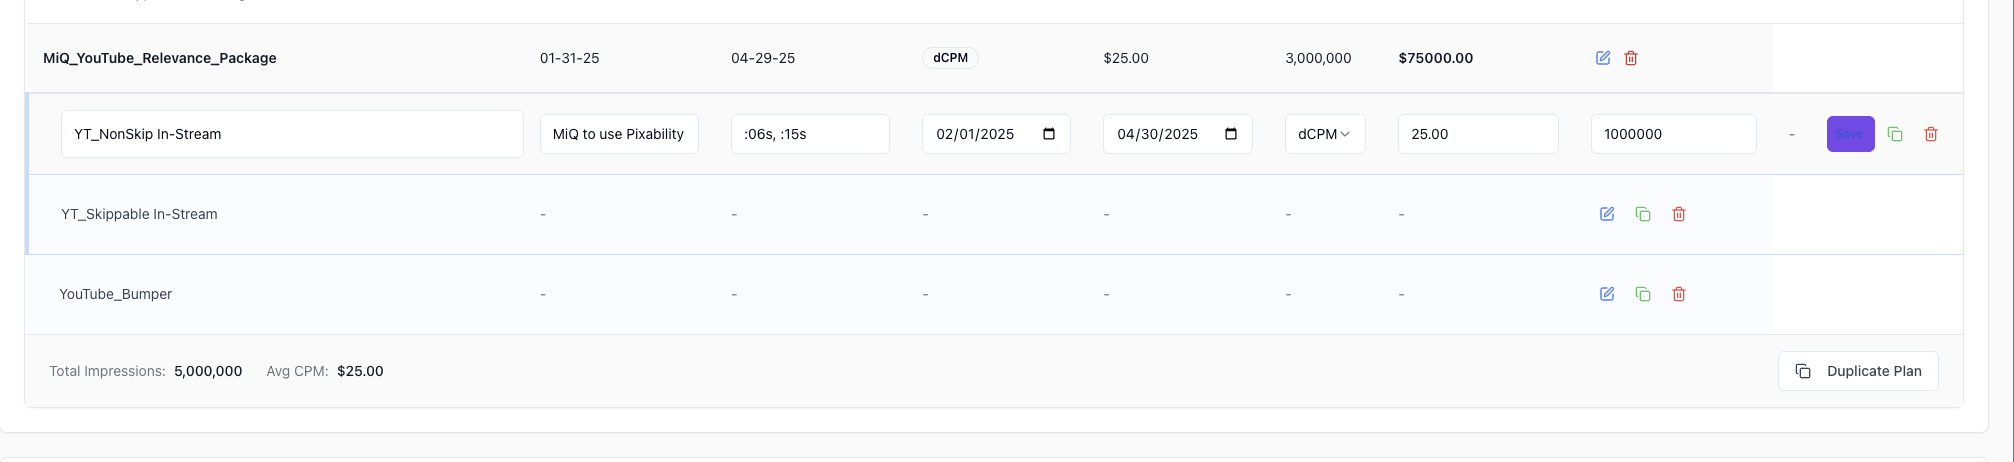 MiQ_YouTube_Relevance_Package 01-31-25 04-29-25 dCPM $25.00 3,000,000 $75000.00
YT_NonSkip In-Stream MiQ to use Pixability :06s, :15s 02/01/2025 04/30/2025 dCPM 25.00 1000000 - Save
YT_Skippable In-Stream - - - - - -
YouTube_Bumper - - - - - -
Total Impressions: 5,000,000 Avg CPM: $25.00 Duplicate Plan